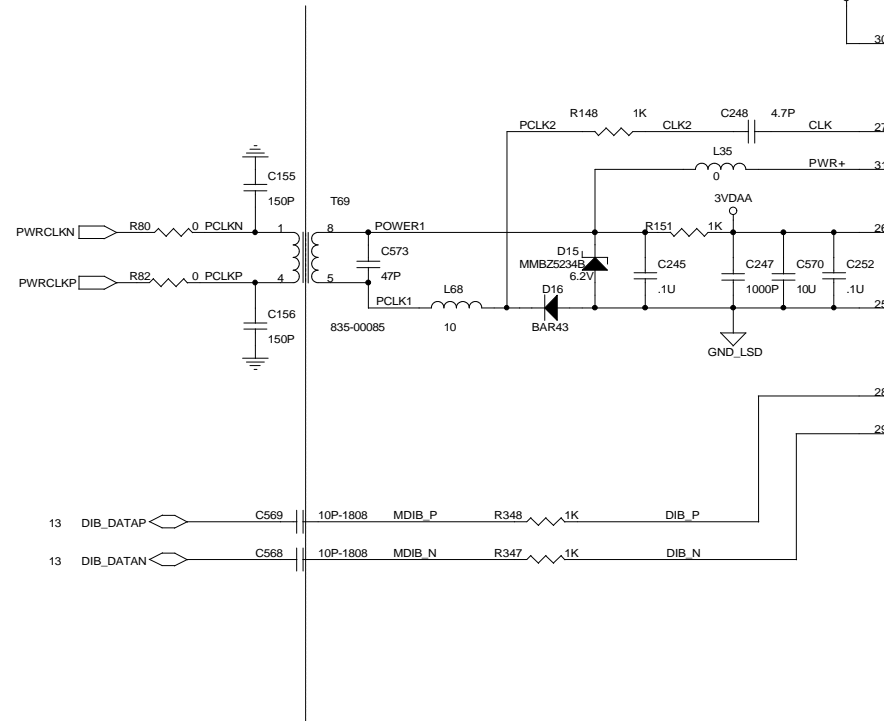 30
R148 1K C248 4.7P
PCLK2 CLK2 CLK 27
L35
0 PWR+ 31
C155
150P
T69
3VDAA
PWRCLKN R80 0 PCLKN 1 8 POWER1 R151 1K 26
C573
47P
D15
MMBZ5234B
6.2V
C245
.1U
C247
1000P
C570
10U
C252
.1U
PWRCLKP R82 0 PCLKP 4 5
PCLK1 L68
10
D16
BAR43
25
C156
150P
835-00085
GND_LSD
28
29
13 DIB_DATAP C569 10P-1808 MDIB_P R348 1K DIB_P
13 DIB_DATAN C568 10P-1808 MDIB_N R347 1K DIB_N